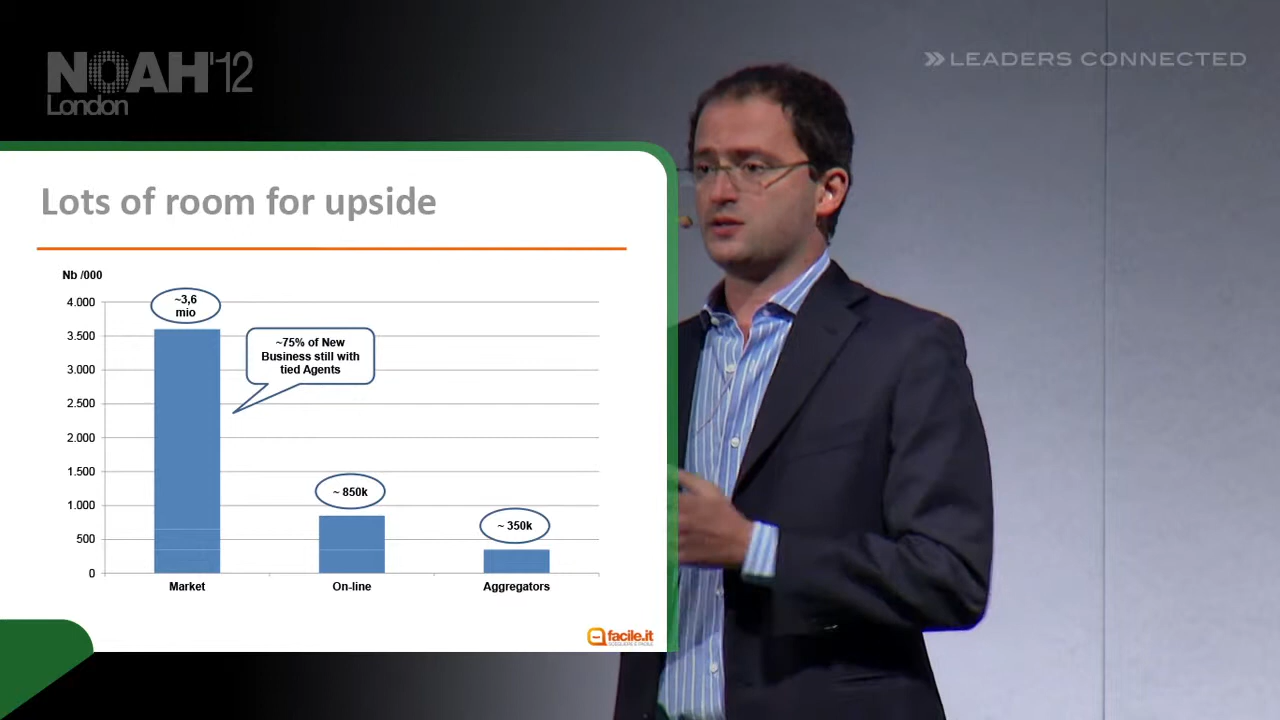 NOAH'12
London
LEADERS CONNECTED
Lots of room for upside
Nb /000
4.000
3.500
3.000
2.500
2.000
1.500
1.000
500
0
~3,6
mio
~75% of New
Business still with
tied Agents
~ 850k
~ 350k
Market
On-line
Aggregators
facile.it